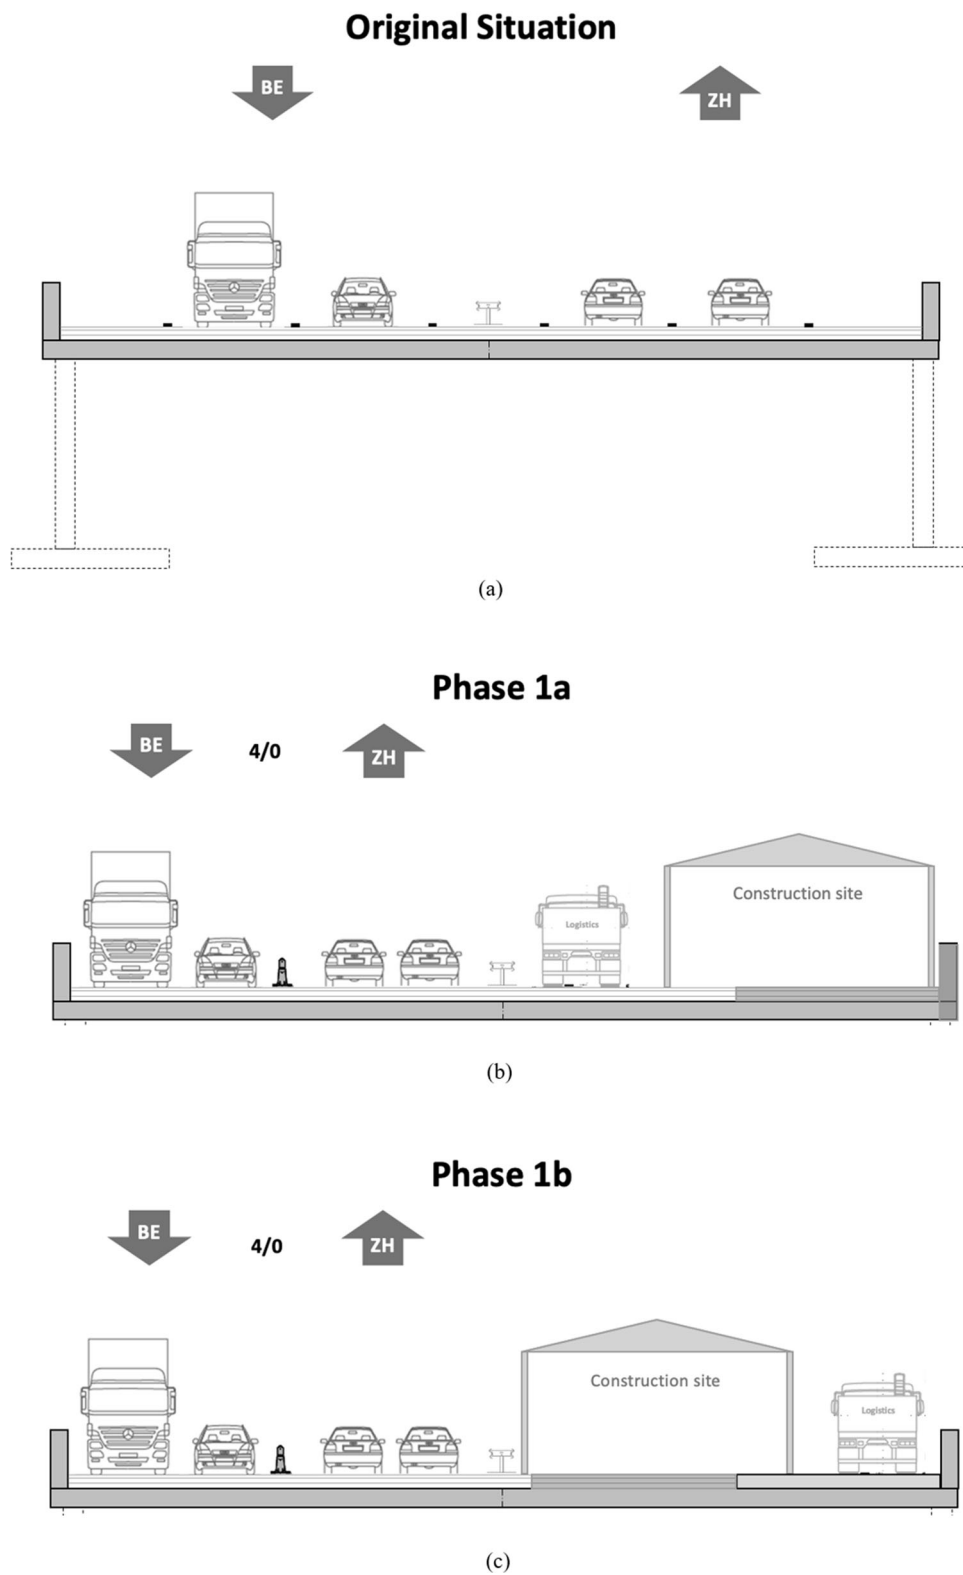 Original Situation
BE
ZH
(a)
Phase 1a
BE
4/0
ZH
Construction site
Logistics
(b)
Phase 1b
BE
4/0
ZH
Construction site
Logistics
(c)